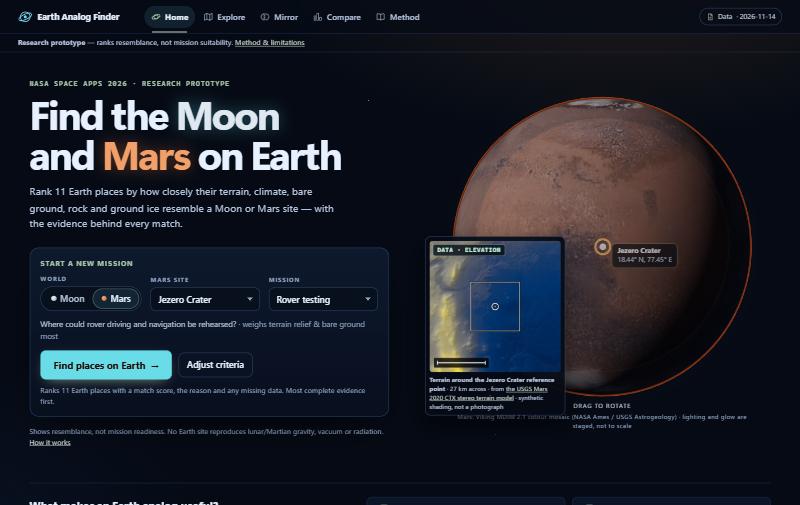 Earth Analog Finder
Home
Explore
Mirror
Compare
Method
Data · 2026-11-14
Research prototype — ranks resemblance, not mission suitability. Method & limitations
NASA SPACE APPS 2026 · RESEARCH PROTOTYPE
Find the Moon
and Mars on Earth
Rank 11 Earth places by how closely their terrain, climate, bare
ground, rock and ground ice resemble a Moon or Mars site — with
the evidence behind every match.
START A NEW MISSION
WORLD
MARS SITE
MISSION
Moon
Mars
Jezero Crater
Rover testing
Where could rover driving and navigation be rehearsed? · weighs terrain relief & bare ground
most
Find places on Earth →
Adjust criteria
Ranks 11 Earth places with a match score, the reason and any missing data. Most complete evidence
first.
Shows resemblance, not mission readiness. No Earth site reproduces lunar/Martian gravity, vacuum or radiation.
How it works
Jezero Crater
18.44° N, 77.45° E
DATA · ELEVATION
Terrain around the Jezero Crater reference
point · 27 km across · from the USGS Mars
2020 CTX stereo terrain model · synthetic
shading, not a photograph
DRAG TO ROTATE
Mars: Viking MDIM 2.1 colour mosaic (NASA Ames / USGS Astrogeology) · lighting and glow are
staged, not to scale
What makes an Earth analog useful?